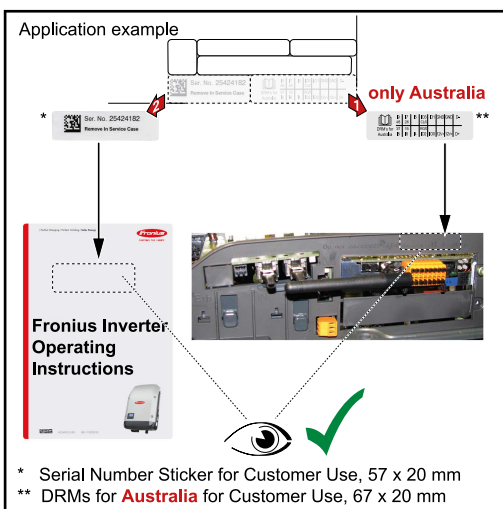 Application example
Ser. No. 25424182
Remove In Service Case
2
1
only Australia
*
Ser. No. 25424182
Remove In Service Case
DRMs for
Australia
**
Fronius
Fronius Inverter
Operating
Instructions
* Serial Number Sticker for Customer Use, 57 x 20 mm
** DRMs for Australia for Customer Use, 67 x 20 mm